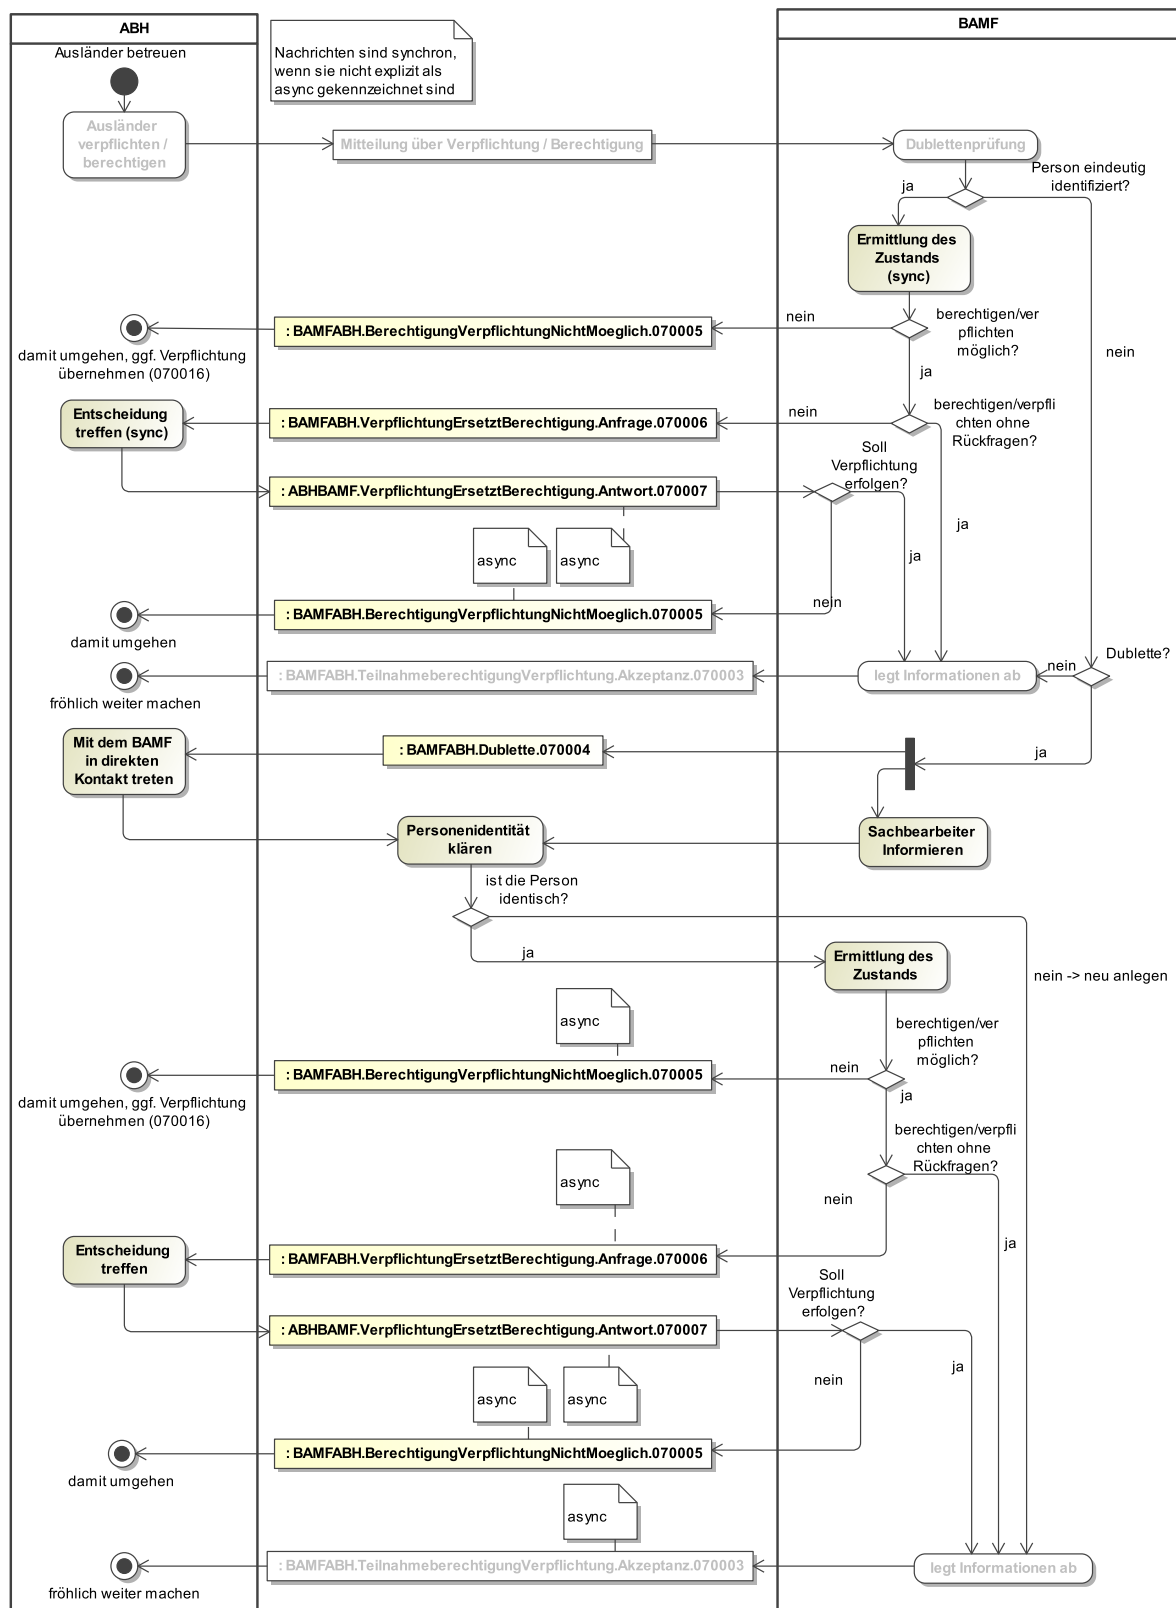 ABH
BAMF
Ausländer betreuen
Nachrichten sind synchron,
wenn sie nicht explizit als
async gekennzeichnet sind
Ausländer
verpflichten /
berechtigen
Mitteilung über Verpflichtung / Berechtigung
Dublettenprüfung
Person eindeutig
identifiziert?
ja
Ermittlung des
Zustands
(sync)
nein
berechtigen/ver
pflichten
möglich?
: BAMFABH.BerechtigungVerpflichtungNichtMoeglich.070005
damit umgehen, ggf. Verpflichtung
übernehmen (070016)
nein
ja
Entscheidung
treffen (sync)
: BAMFABH.VerpflichtungErsetztBerechtigung.Anfrage.070006
nein
berechtigen/verpfli
chten ohne
Rückfragen?
Soll
Verpflichtung
erfolgen?
: ABHBAMF.VerpflichtungErsetztBerechtigung.Antwort.070007
ja
ja
async
async
nein
: BAMFABH.BerechtigungVerpflichtungNichtMoeglich.070005
damit umgehen
Dublette?
nein
: BAMFABH.TeilnahmeberechtigungVerpflichtung.Akzeptanz.070003
legt Informationen ab
fröhlich weiter machen
Mit dem BAMF
in direkten
Kontakt treten
: BAMFABH.Dublette.070004
ja
Personenidentität
klären
Sachbearbeiter
Informieren
ist die Person
identisch?
ja
Ermittlung des
Zustands
nein -> neu anlegen
async
berechtigen/ver
pflichten
möglich?
: BAMFABH.BerechtigungVerpflichtungNichtMoeglich.070005
nein
ja
damit umgehen, ggf. Verpflichtung
übernehmen (070016)
berechtigen/verpfli
chten ohne
Rückfragen?
async
nein
ja
Entscheidung
treffen
: BAMFABH.VerpflichtungErsetztBerechtigung.Anfrage.070006
Soll
Verpflichtung
erfolgen?
: ABHBAMF.VerpflichtungErsetztBerechtigung.Antwort.070007
ja
nein
async
async
: BAMFABH.BerechtigungVerpflichtungNichtMoeglich.070005
damit umgehen
async
: BAMFABH.TeilnahmeberechtigungVerpflichtung.Akzeptanz.070003
legt Informationen ab
fröhlich weiter machen